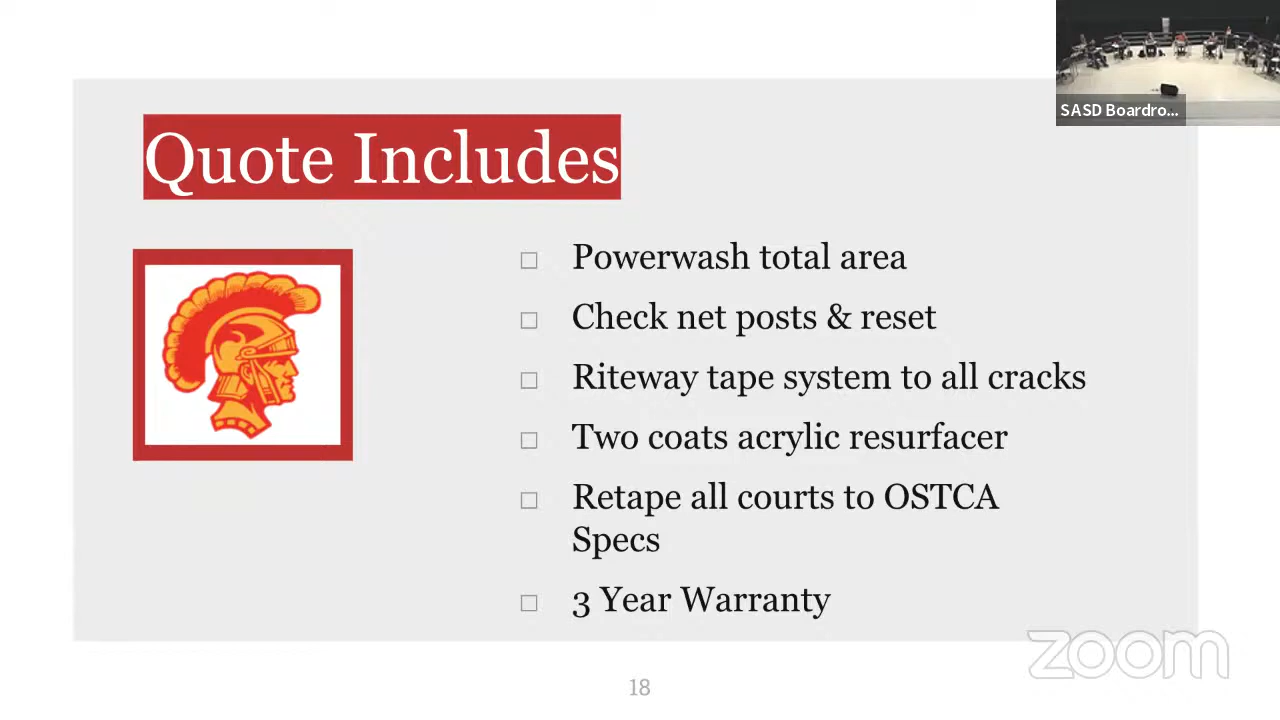 SASD Boardro...
Quote Includes
Powerwash total area
Check net posts & reset
Riteway tape system to all cracks
Two coats acrylic resurfacer
Retape all courts to OSTCA
Specs
3 Year Warranty
zoom
18